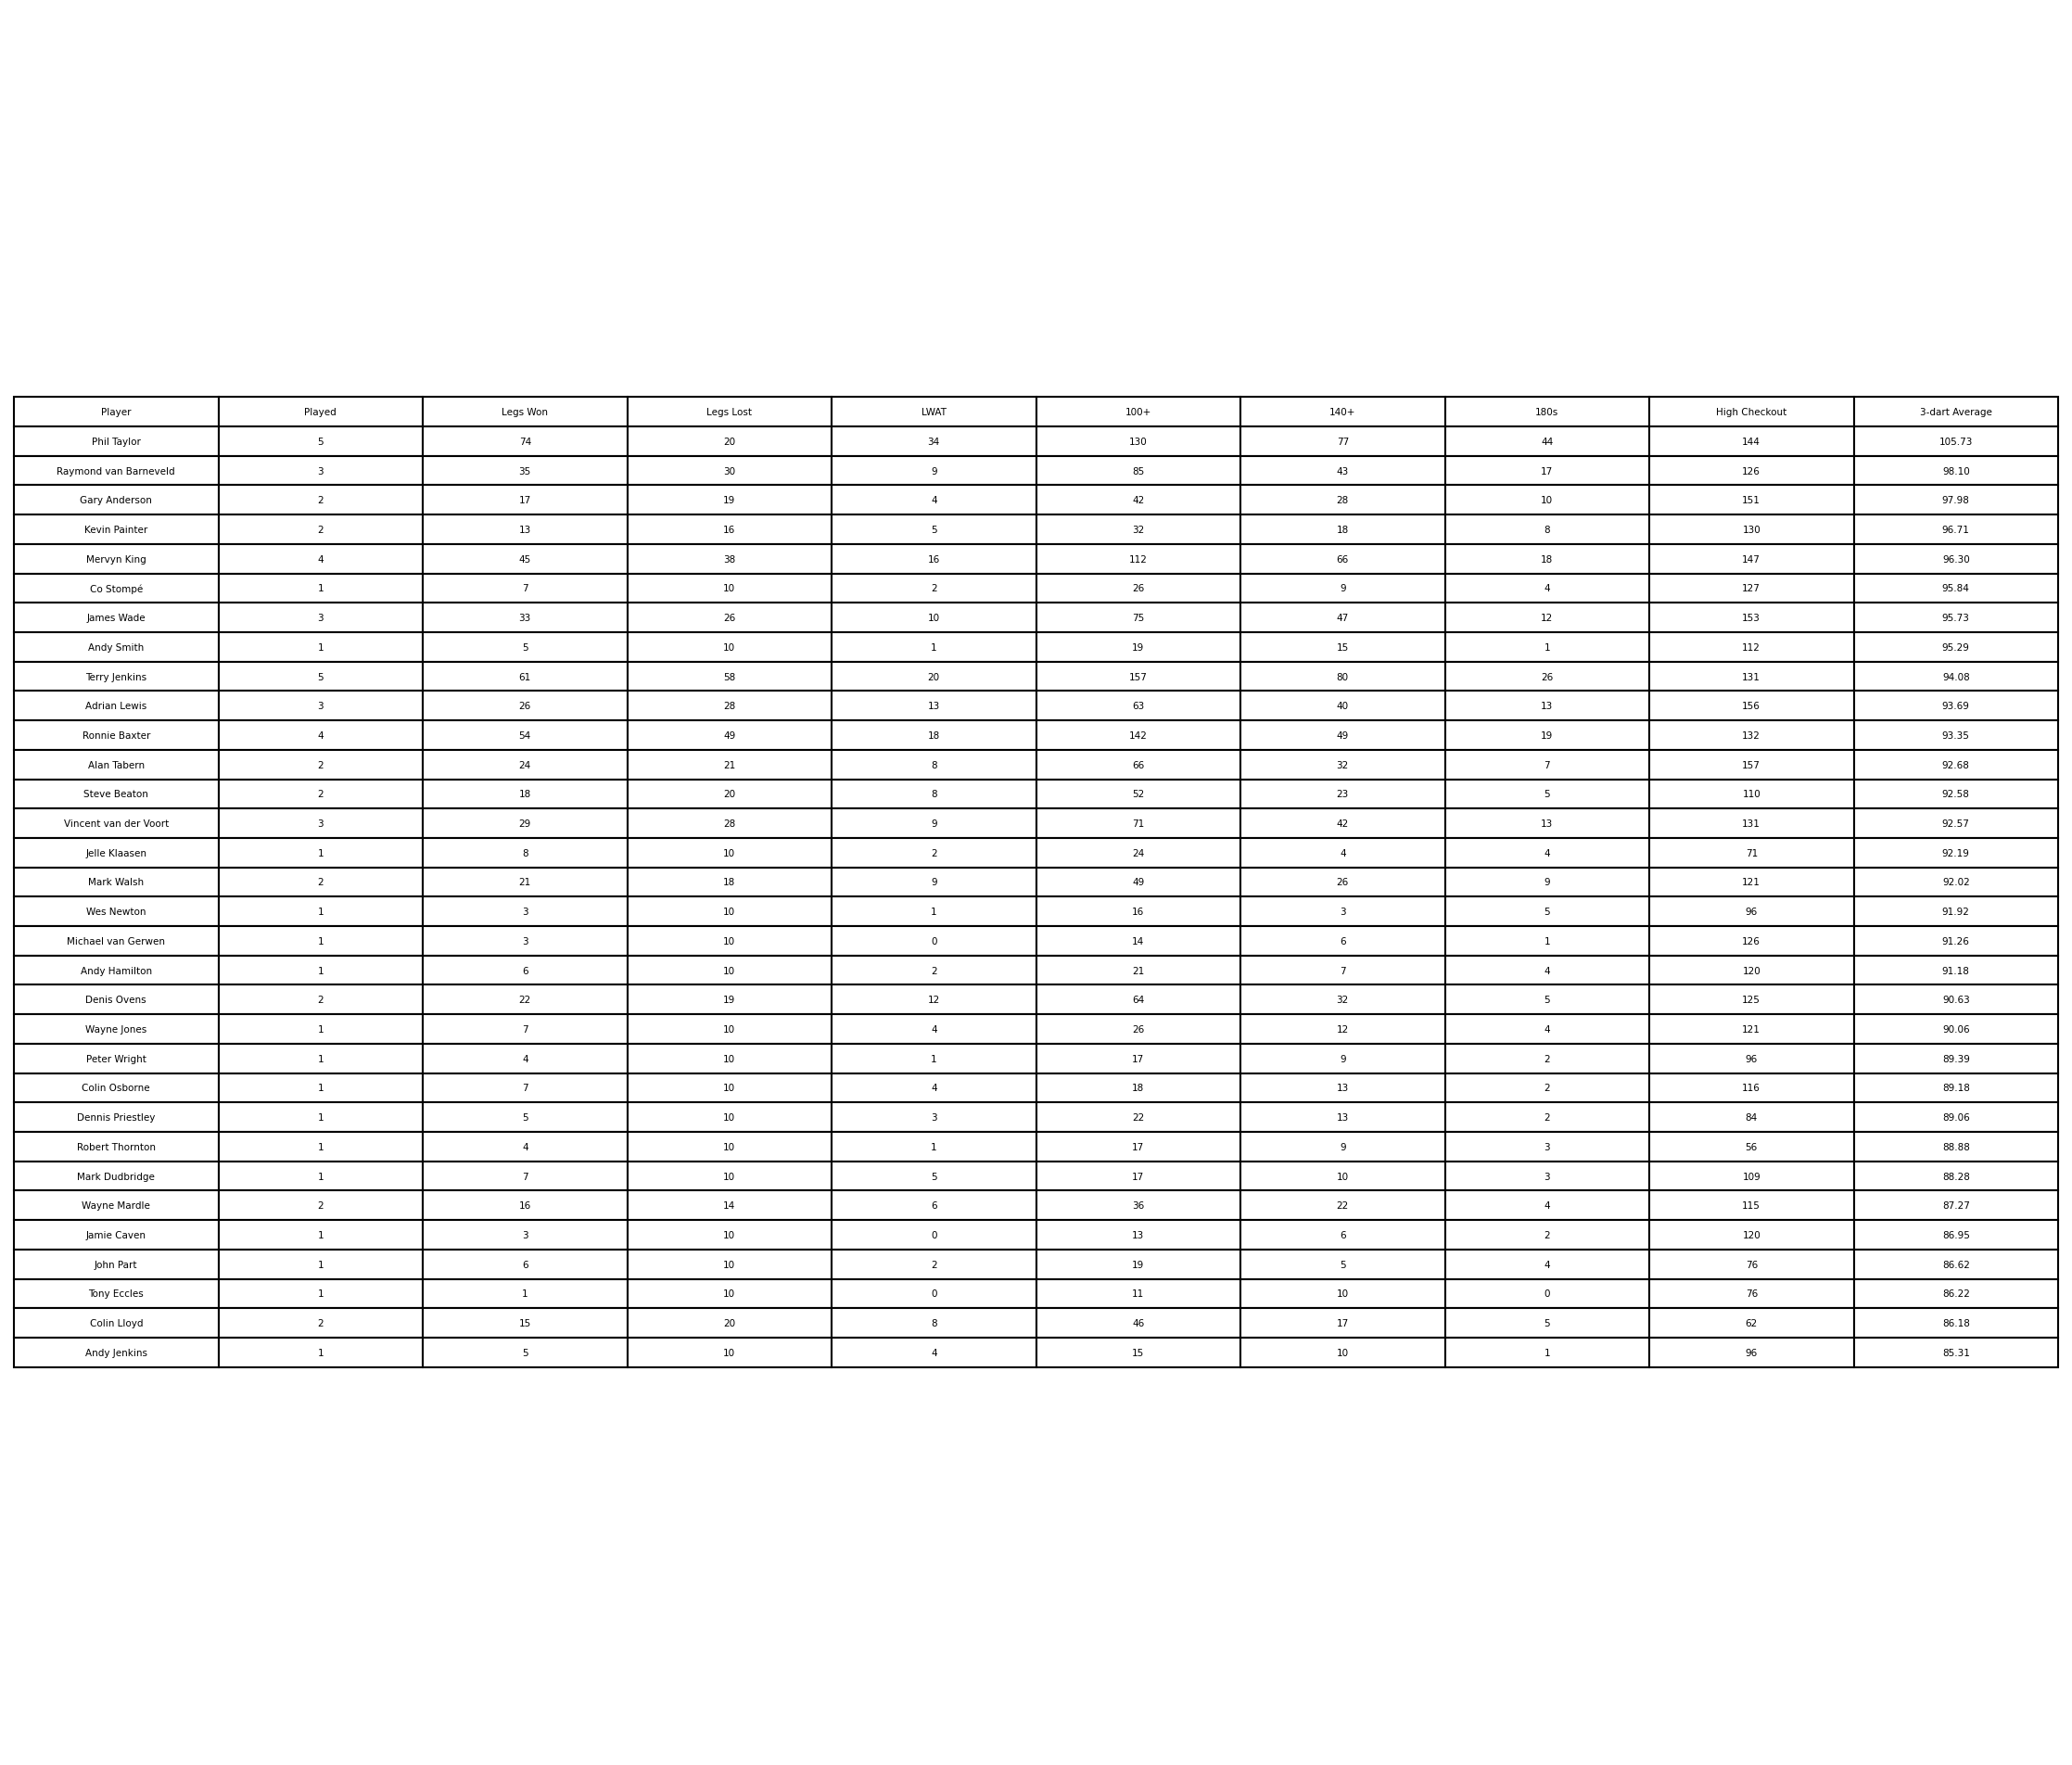 Player Played Legs Won Legs Lost LWAT 100+ 140+ 180s High Checkout 3-dart Average
Phil Taylor 5 74 20 34 130 77 44 144 105.73
Raymond van Barneveld 3 35 30 9 85 43 17 126 98.10
Gary Anderson 2 17 19 4 42 28 10 151 97.98
Kevin Painter 2 13 16 5 32 18 8 130 96.71
Mervyn King 4 45 38 16 112 66 18 147 96.30
Co Stompé 1 7 10 2 26 9 4 127 95.84
James Wade 3 33 26 10 75 47 12 153 95.73
Andy Smith 1 5 10 1 19 15 1 112 95.29
Terry Jenkins 5 61 58 20 157 80 26 131 94.08
Adrian Lewis 3 26 28 13 63 40 13 156 93.69
Ronnie Baxter 4 54 49 18 142 49 19 132 93.35
Alan Tabern 2 24 21 8 66 32 7 157 92.68
Steve Beaton 2 18 20 8 52 23 5 110 92.58
Vincent van der Voort 3 29 28 9 71 42 13 131 92.57
Jelle Klaasen 1 8 10 2 24 4 4 71 92.19
Mark Walsh 2 21 18 9 49 26 9 121 92.02
Wes Newton 1 3 10 1 16 3 5 96 91.92
Michael van Gerwen 1 3 10 0 14 6 1 126 91.26
Andy Hamilton 1 6 10 2 21 7 4 120 91.18
Denis Ovens 2 22 19 12 64 32 5 125 90.63
Wayne Jones 1 7 10 4 26 12 4 121 90.06
Peter Wright 1 4 10 1 17 9 2 96 89.39
Colin Osborne 1 7 10 4 18 13 2 116 89.18
Dennis Priestley 1 5 10 3 22 13 2 84 89.06
Robert Thornton 1 4 10 1 17 9 3 56 88.88
Mark Dudbridge 1 7 10 5 17 10 3 109 88.28
Wayne Mardle 2 16 14 6 36 22 4 115 87.27
Jamie Caven 1 3 10 0 13 6 2 120 86.95
John Part 1 6 10 2 19 5 4 76 86.62
Tony Eccles 1 1 10 0 11 10 0 76 86.22
Colin Lloyd 2 15 20 8 46 17 5 62 86.18
Andy Jenkins 1 5 10 4 15 10 1 96 85.31